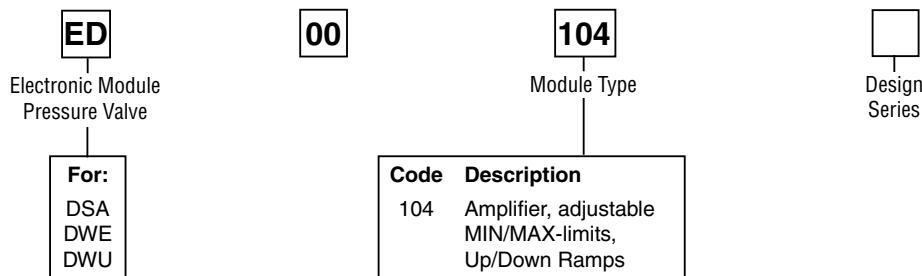 ED 00 104
Electronic Module
Pressure Valve
Module Type
Design
Series
For:
DSA
DWE
DWU
Code Description
104 Amplifier, adjustable
MIN/MAX-limits,
Up/Down Ramps